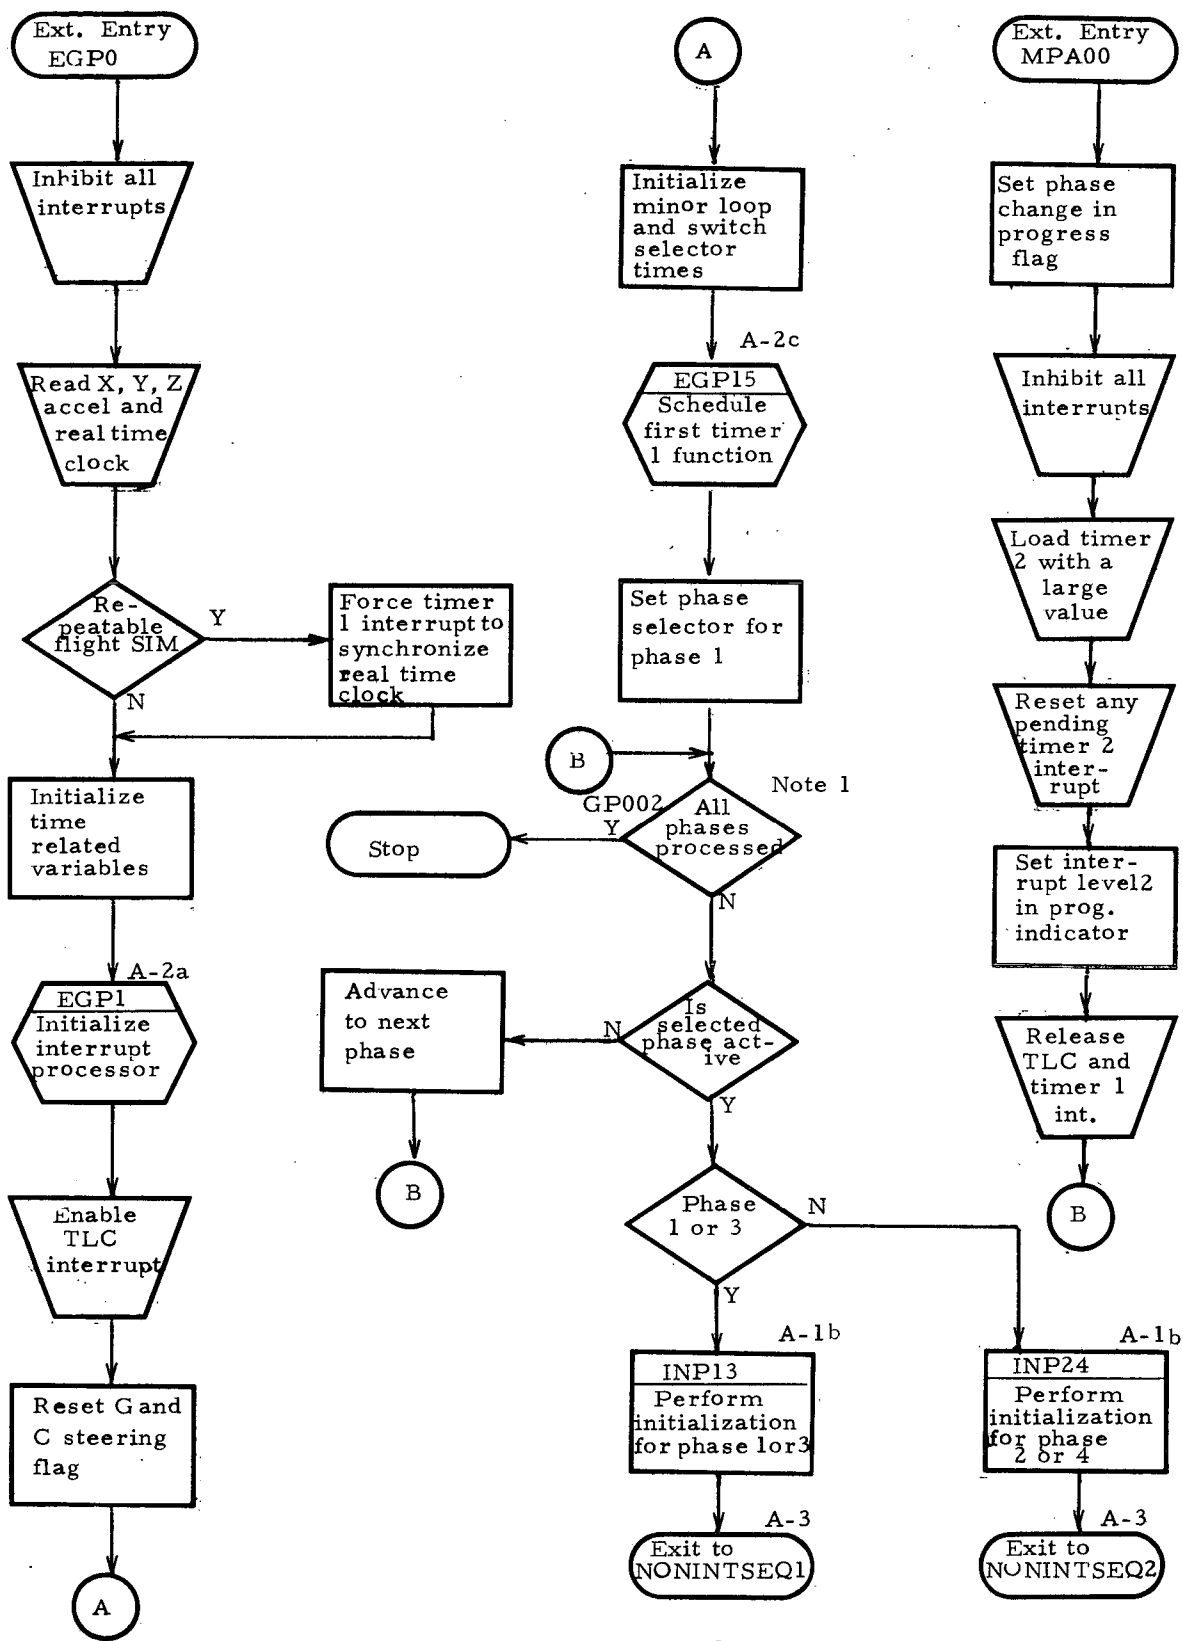 Ext. Entry
EGP0
Inhibit all
interrupts
Read X, Y, Z
accel and
real time
clock
Re-
peatable
flight SIM
Y
N
Force timer
1 interrupt to
synchronize
real time
clock
Initialize
time
related
variables
A-2a
EGP1
Initialize
interrupt
processor
Enable
TLC
interrupt
Reset G and
C steering
flag
A
A
Initialize
minor loop
and switch
selector
times
A-2c
EGP15
Schedule
first timer
1 function
Set phase
selector for
phase 1
B
Note 1
GP002
All
phases
processed
Y
N
Stop
Is
selected
phase act-
ive
N
Y
Advance
to next
phase
B
Phase
1 or 3
N
Y
A-1b
INP13
Perform
initialization
for phase 1or3
A-3
Exit to
NONINTSEQ1
A-1b
INP24
Perform
initialization
for phase
2 or 4
A-3
Exit to
NONINTSEQ2
Ext. Entry
MPA00
Set phase
change in
progress
flag
Inhibit all
interrupts
Load timer
2 with a
large
value
Reset any
pending
timer 2
inter-
rupt
Set inter-
rupt level2
in prog.
indicator
Release
TLC and
timer 1
int.
B